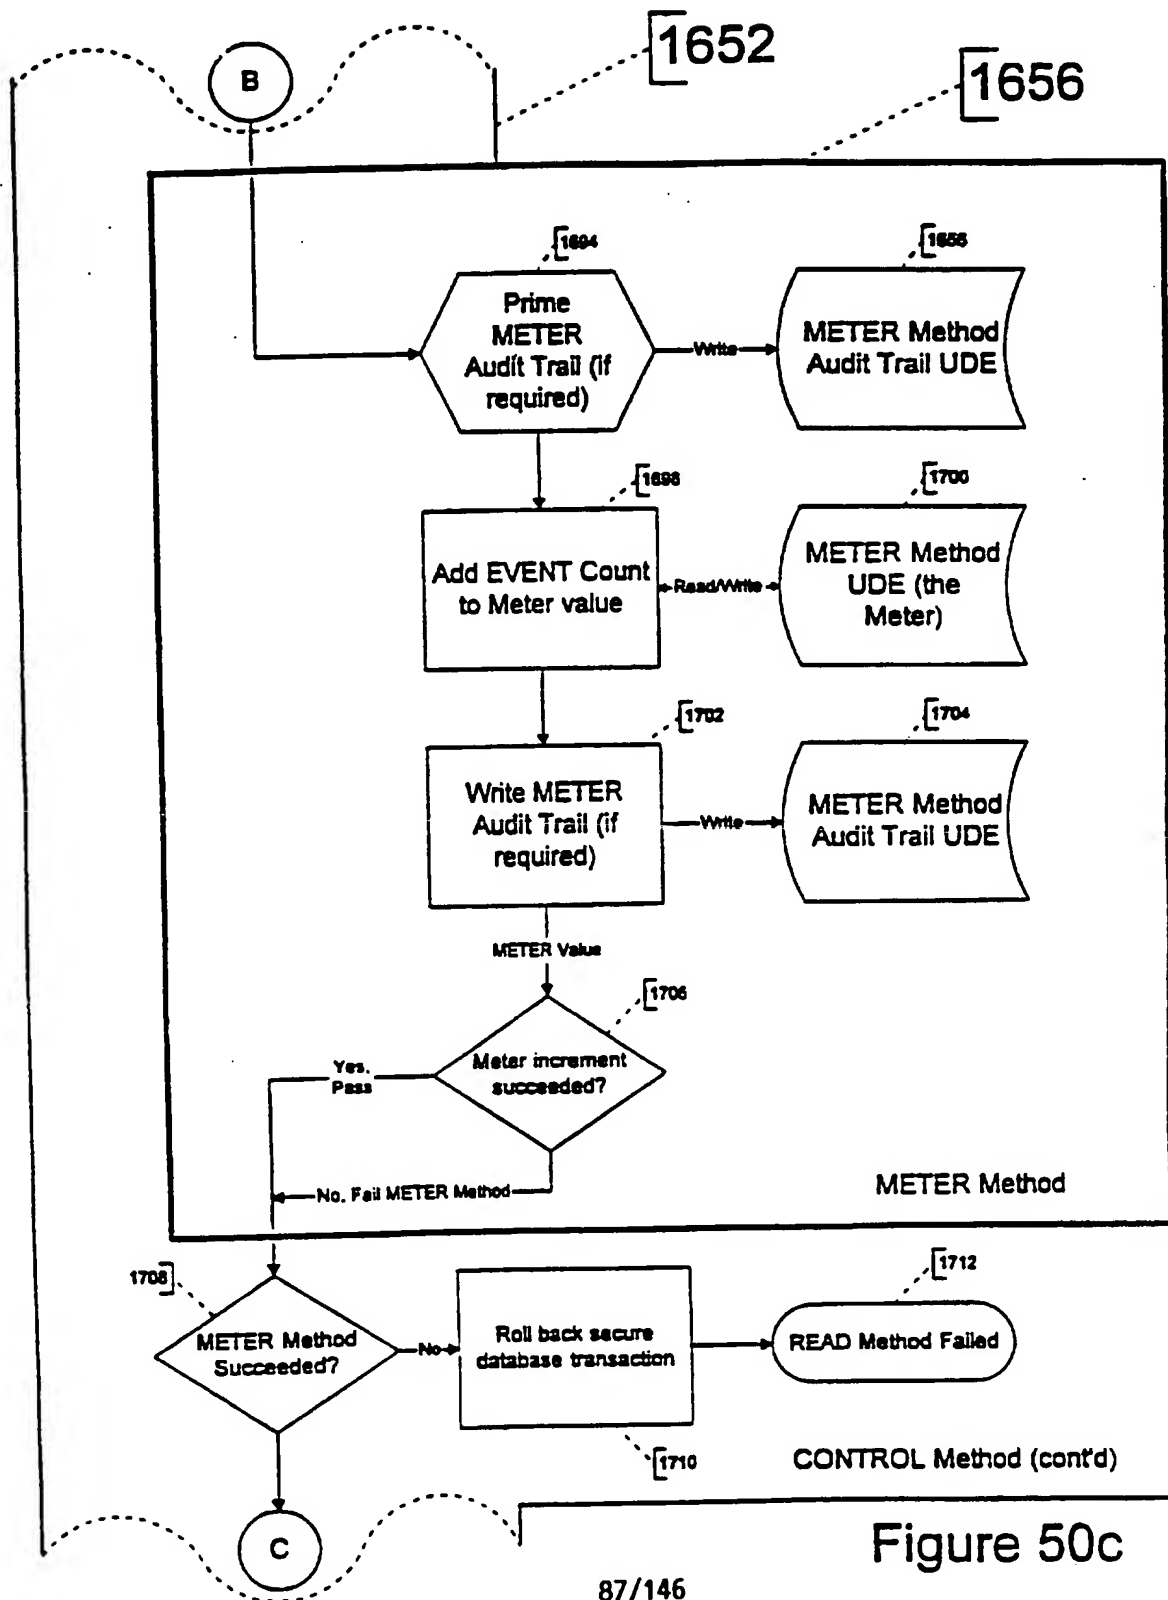 B
1652
1656
1694
Prime
METER
Audit Trail (if
required)
Write
METER Method
Audit Trail UDE
1698
Add EVENT Count
to Meter value
Read/Write
1700
METER Method
UDE (the
Meter)
1702
Write METER
Audit Trail (if
required)
Write
1704
METER Method
Audit Trail UDE
METER Value
1706
Meter increment
succeeded?
Yes.
Pass
No. Fail METER Method
METER Method
1708
METER Method
Succeeded?
No
Roll back secure
database transaction
1710
1712
READ Method Failed
CONTROL Method (cont'd)
C
Figure 50c
87/146